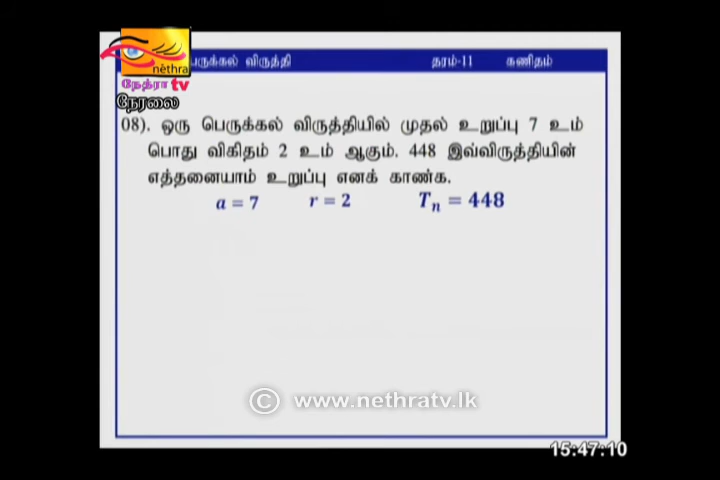 nethra
நேத்ரா tv
நேரலை
பெருக்கல் விருத்தி தரம்-11 கணிதம்
08). ஒரு பெருக்கல் விருத்தியில் முதல் உறுப்பு 7 உம்
பொது விகிதம் 2 உம் ஆகும். 448 இவ்விருத்தியின்
எத்தனையாம் உறுப்பு எனக் காண்க.
a = 7 r = 2 Tn = 448
© www.nethratv.lk
15:47:10